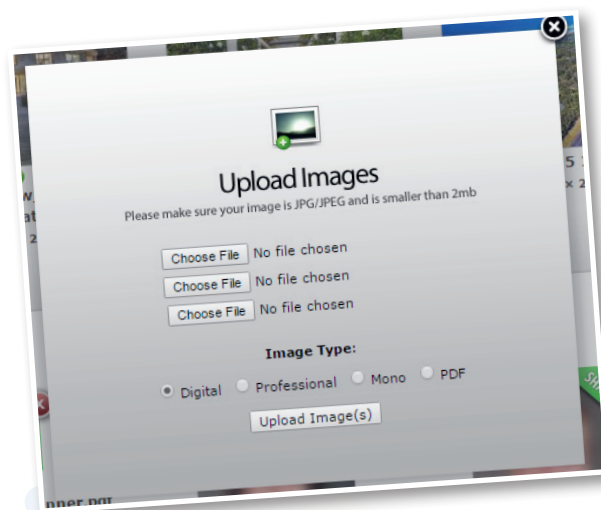 Upload Images
Please make sure your image is JPG/JPEG and is smaller than 2mb
Choose File No file chosen
Choose File No file chosen
Choose File No file chosen
Image Type:
Digital Professional Mono PDF
Upload Image(s)